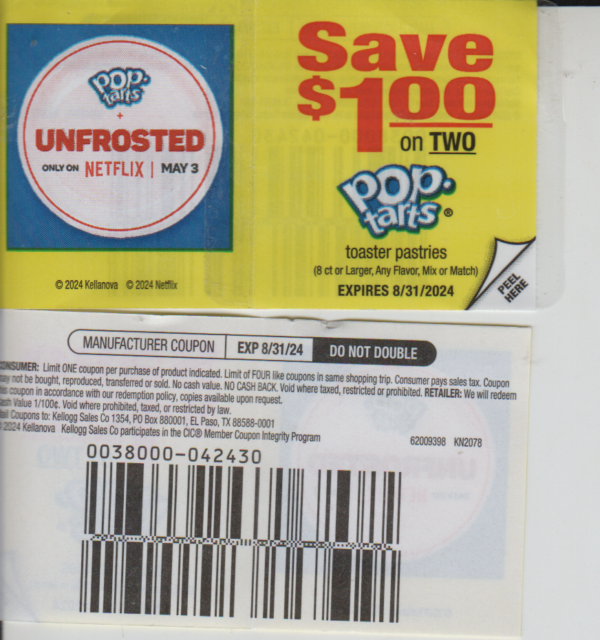 pop.
tarts
+
UNFROSTED
ONLY ON NETFLIX | MAY 3
© 2024 Kellanova © 2024 Netflix
Save
$1.00
on TWO
pop.
tarts®
toaster pastries
(8 ct or Larger, Any Flavor, Mix or Match)
EXPIRES 8/31/2024
PEEL
HERE
MANUFACTURER COUPON | EXP 8/31/24 | DO NOT DOUBLE
CONSUMER: Limit ONE coupon per purchase of product indicated. Limit of FOUR like coupons in same shopping trip. Consumer pays sales tax. Coupon
may not be bought, reproduced, transferred or sold. No cash value. NO CASH BACK. Void where taxed, restricted or prohibited. RETAILER: We will redeem
coupon in accordance with our redemption policy, copies available upon request.
Cash Value 1/100¢. Void where prohibited, taxed, or restricted by law.
Mail Coupons to: Kellogg Sales Co 1354, PO Box 880001, EL Paso, TX 88588-0001
2024 Kellanova Kellogg Sales Co participates in the CIC® Member Coupon Integrity Program
62009398 KN2078
0038000-042430